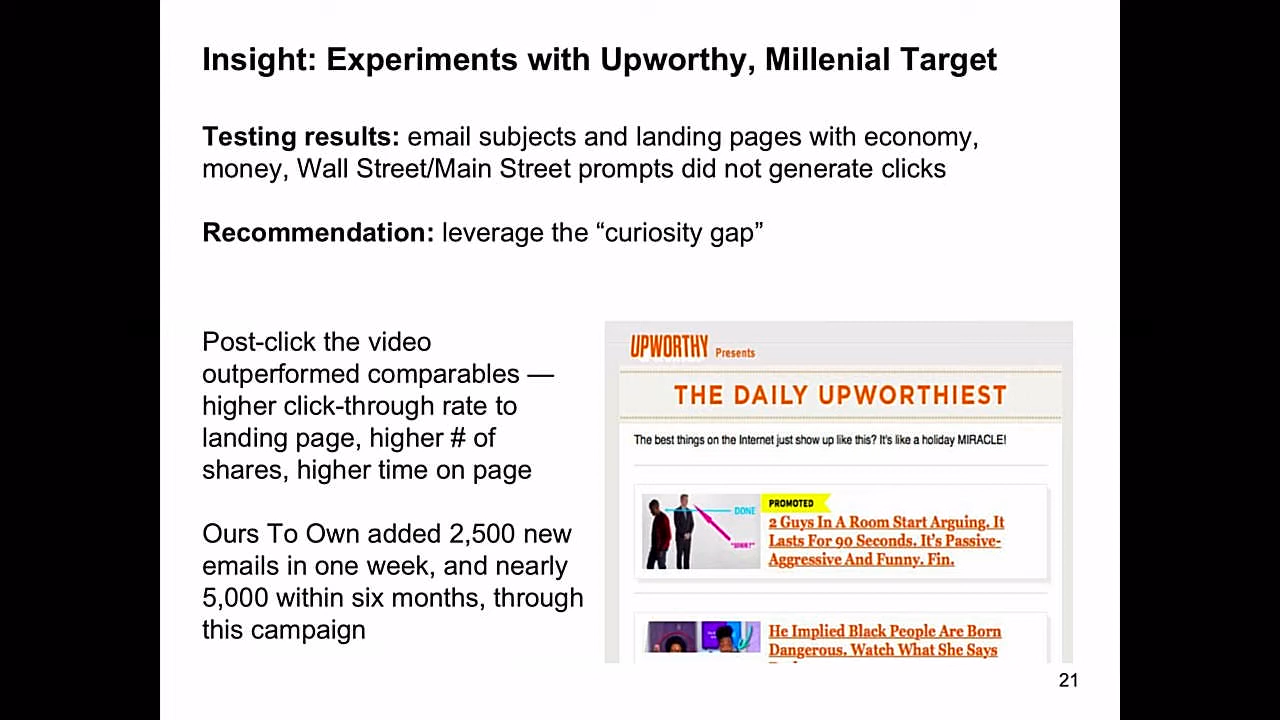 Insight: Experiments with Upworthy, Millenial Target
Testing results: email subjects and landing pages with economy,
money, Wall Street/Main Street prompts did not generate clicks
Recommendation: leverage the “curiosity gap”
Post-click the video
outperformed comparables —
higher click-through rate to
landing page, higher # of
shares, higher time on page
Ours To Own added 2,500 new
emails in one week, and nearly
5,000 within six months, through
this campaign
UPWORTHY Presents
THE DAILY UPWORTHIEST
The best things on the Internet just show up like this? It's like a holiday MIRACLE!
DONE
PROMOTED
2 Guys In A Room Start Arguing. It
Lasts For 90 Seconds. It's Passive-
Aggressive And Funny. Fin.
He Implied Black People Are Born
Dangerous. Watch What She Says
21